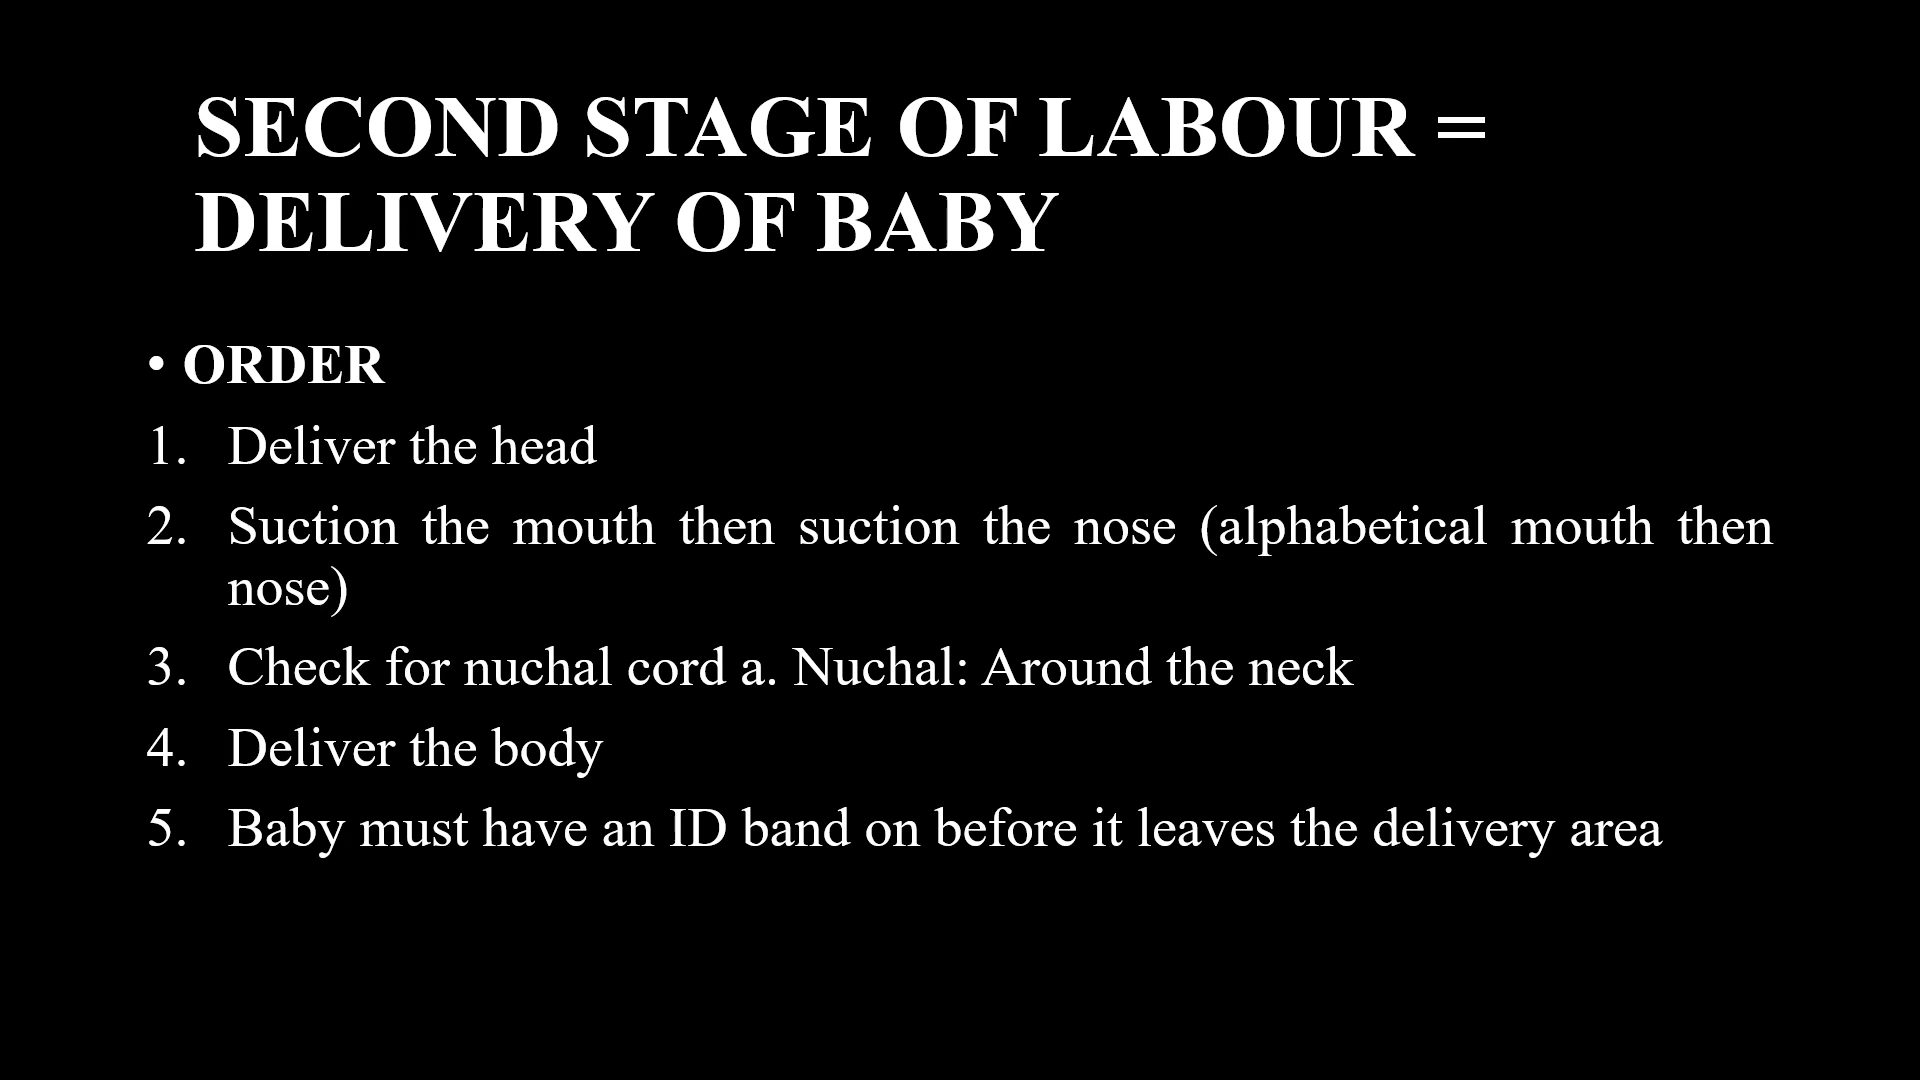 SECOND STAGE OF LABOUR =
DELIVERY OF BABY
• ORDER
1. Deliver the head
2. Suction the mouth then suction the nose (alphabetical mouth then
nose)
3. Check for nuchal cord a. Nuchal: Around the neck
4. Deliver the body
5. Baby must have an ID band on before it leaves the delivery area